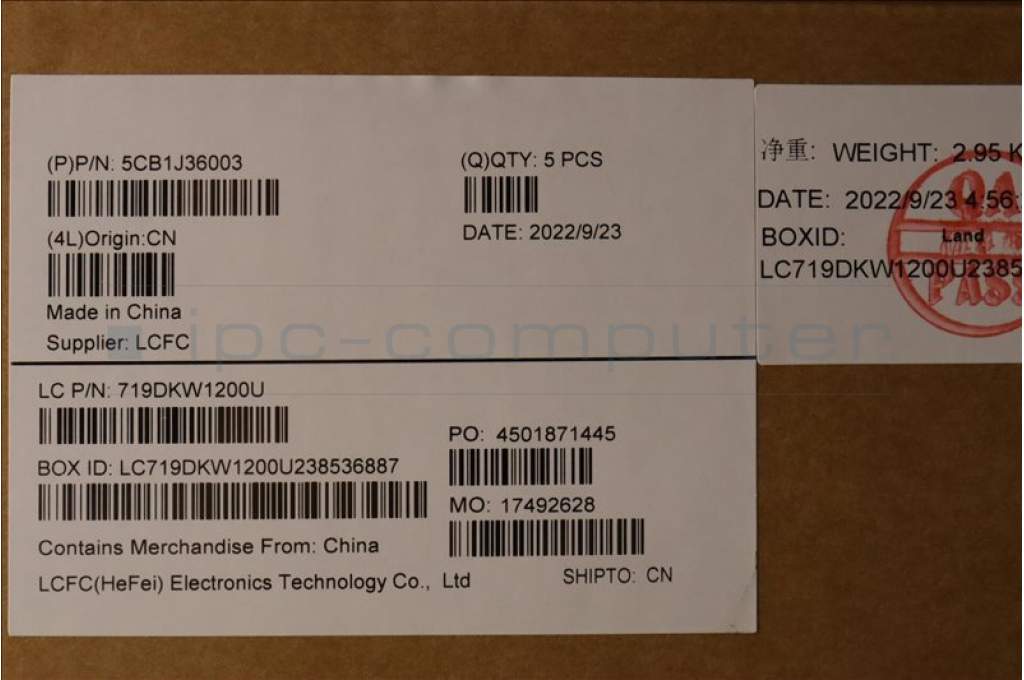 (P)P/N: 5CB1J36003
(Q)QTY: 5 PCS
(4L)Origin:CN
DATE: 2022/9/23
Made in China
Supplier: LCFC
LC P/N: 719DKW1200U
PO: 4501871445
BOX ID: LC719DKW1200U238536887
MO: 17492628
Contains Merchandise From: China
LCFC(HeFei) Electronics Technology Co., Ltd
SHIPTO: CN
净重: WEIGHT: 2.95 K
DATE: 2022/9/23 4:56:
BOXID:
LC719DKW1200U2385
Land
PASS
ipc-computer